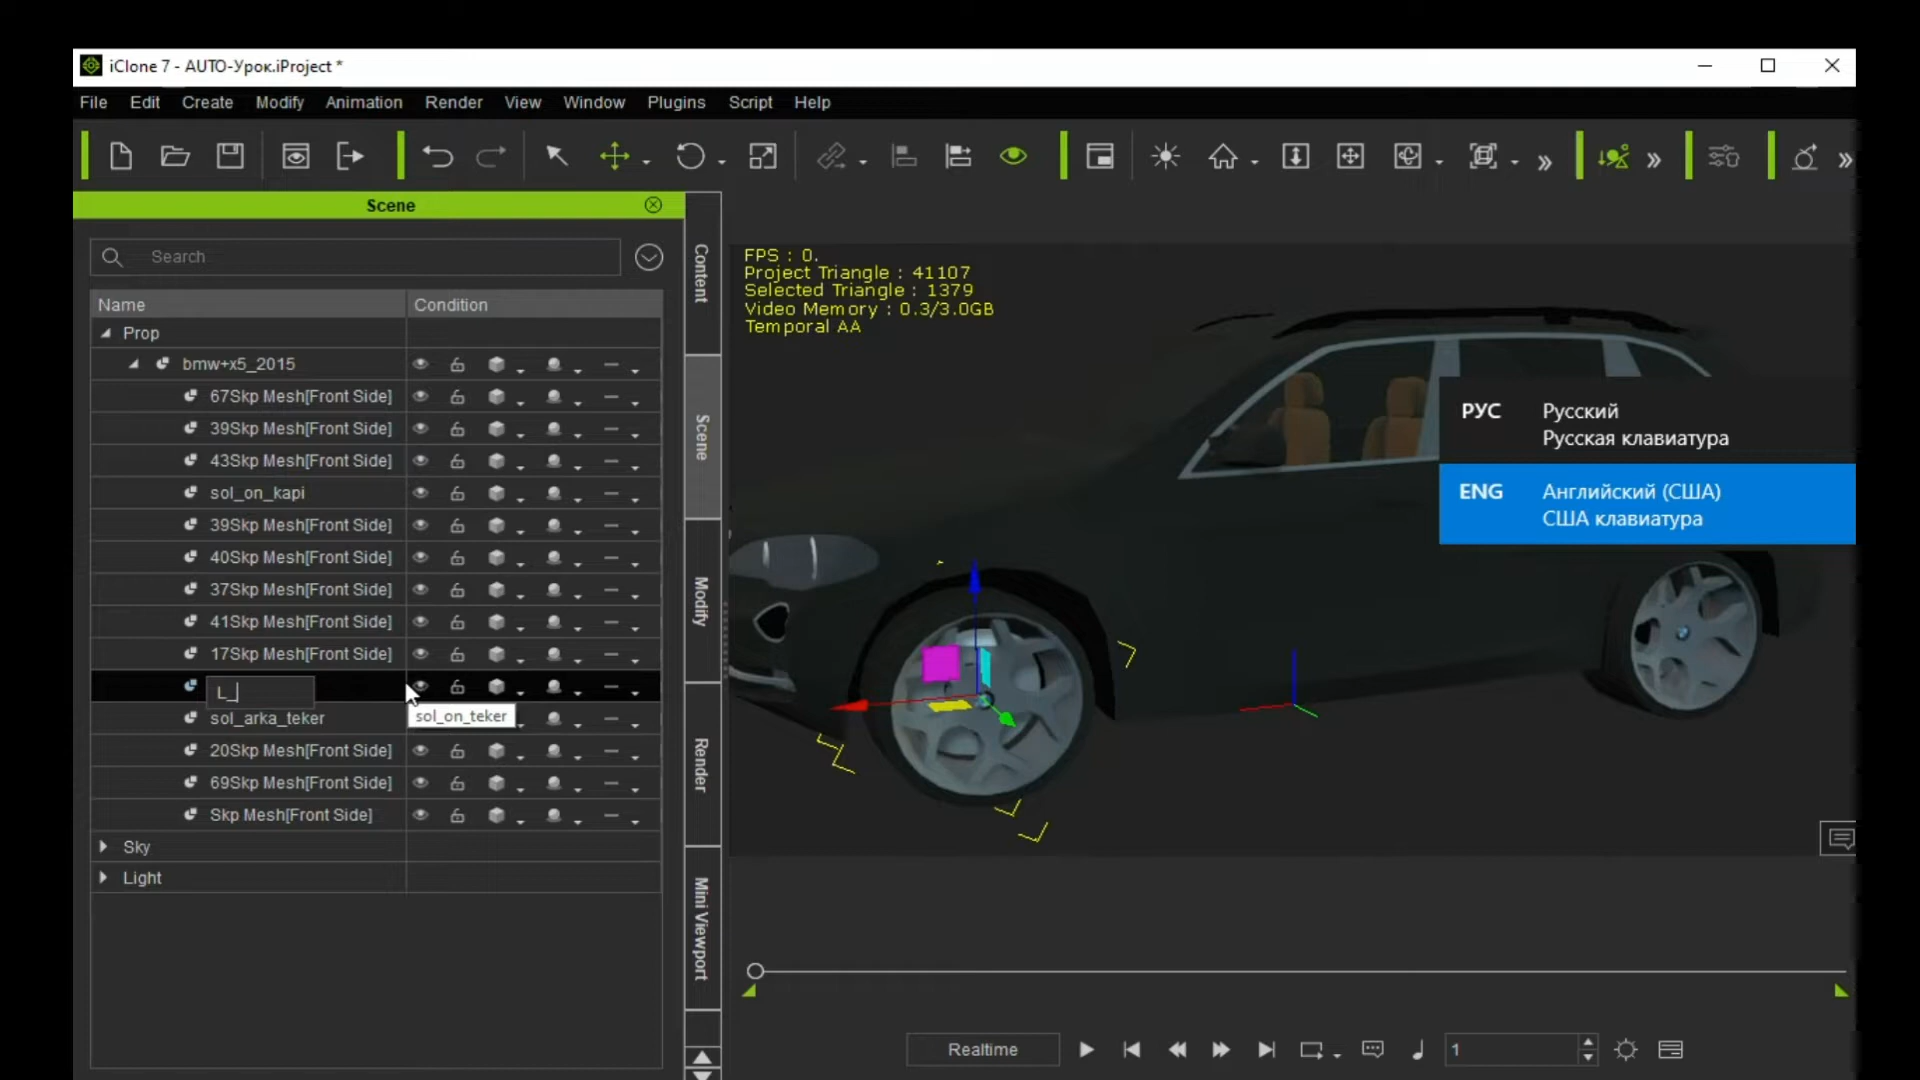 iClone 7 - AUTO-Урок.iProject *
File Edit Create Modify Animation Render View Window Plugins Script Help
Scene
Search
Name Condition
Prop
bmw+x5_2015
67Skp Mesh[Front Side]
39Skp Mesh[Front Side]
43Skp Mesh[Front Side]
sol_on_kapi
39Skp Mesh[Front Side]
40Skp Mesh[Front Side]
37Skp Mesh[Front Side]
41Skp Mesh[Front Side]
17Skp Mesh[Front Side]
L_
sol_arka_teker
sol_on_teker
20Skp Mesh[Front Side]
69Skp Mesh[Front Side]
Skp Mesh[Front Side]
Sky
Light
Content
Scene
Modify
Render
Mini Viewport
FPS : 0.
Project Triangle : 41107
Selected Triangle : 1379
Video Memory : 0.3/3.0GB
Temporal AA
РУС Русский
Русская клавиатура
ENG Английский (США)
США клавиатура
Realtime
1